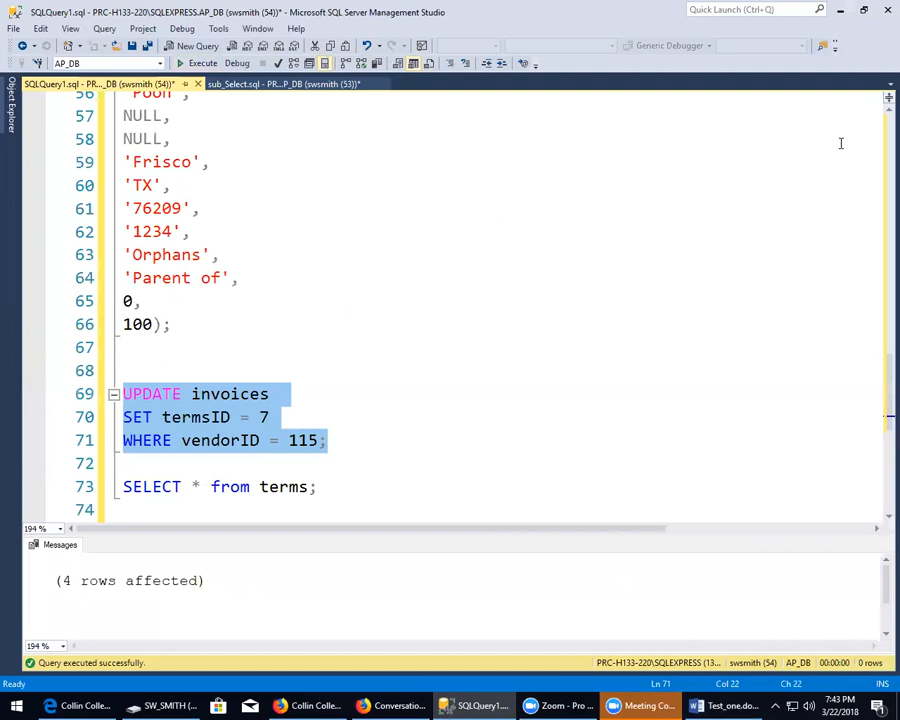 SQLQuery1.sql - PRC-H133-220\SQLEXPRESS.AP_DB (swsmith (54))* - Microsoft SQL Server Management Studio
Quick Launch (Ctrl+Q)
File Edit View Query Project Debug Tools Window Help
New Query
Generic Debugger
AP_DB
Execute Debug
SQLQuery1.sql - PR..._DB (swsmith (54))*
sub_Select.sql - PR...P_DB (swsmith (53))*
Object Explorer
56 'Poon',
57 NULL,
58 NULL,
59 'Frisco',
60 'TX',
61 '76209',
62 '1234',
63 'Orphans',
64 'Parent of',
65 0,
66 100);
67
68
69 UPDATE invoices
70 SET termsID = 7
71 WHERE vendorID = 115;
72
73 SELECT * from terms;
74
194 %
Messages
(4 rows affected)
194 %
Query executed successfully.
PRC-H133-220\SQLEXPRESS (13... swsmith (54) AP_DB 00:00:00 0 rows
Ready
Ln 71 Col 22 Ch 22 INS
Collin Colle... SW_SMITH (... Collin Colle... Conversatio... SQLQuery1.... Zoom - Pro ... Meeting Co... Test_one.do...
7:43 PM
3/22/2018